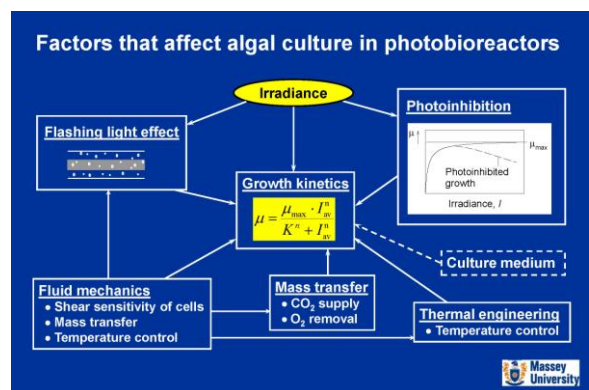 Factors that affect algal culture in photobioreactors
Irradiance
Flashing light effect
Photoinhibition
μ
μmax
Photoinhibited
growth
Irradiance, I
Growth kinetics
μ = μmax · Iⁿav / Kⁿ + Iⁿav
Culture medium
Fluid mechanics
• Shear sensitivity of cells
• Mass transfer
• Temperature control
Mass transfer
• CO₂ supply
• O₂ removal
Thermal engineering
• Temperature control
Massey
University